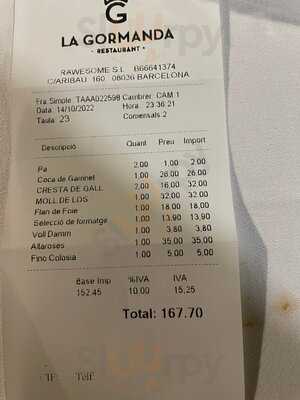 G
LA GORMANDA
· RESTAURANT ·
RAWESOME S.L. B66641374
C/ARIBAU 160 08036 BARCELONA
Fra.Simple: TAAA022598 Cambrer: CAM.1
Data: 14/10/2022 Hora: 23:36:21
Taula: 23 Comensals: 2
Descripció Quant. Preu Import
Pa 2,00 1,00 2,00
Coca de Gamnet 1,00 26,00 26,00
CRESTA DE GALL 2,00 16,00 32,00
MOLL DE LOS 1,00 32,00 32,00
Flan de Foie 1,00 18,00 18,00
Selecció de formatge 1,00 13,90 13,90
Voll Damm 1,00 3,80 3,80
Altaroses 1,00 35,00 35,00
Fino Colosia 1,00 5,00 5,00
Base Imp %IVA IVA
152,45 10,00 15,25
Total: 167,70